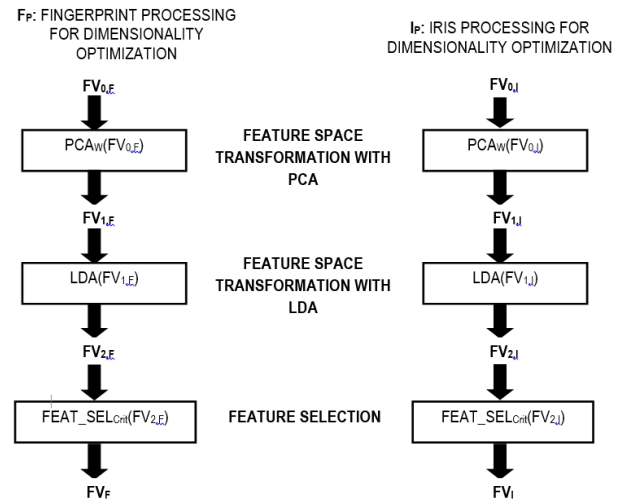 FP: FINGERPRINT PROCESSING
FOR DIMENSIONALITY
OPTIMIZATION
IP: IRIS PROCESSING FOR
DIMENSIONALITY OPTIMIZATION
FV0,F
FV0,I
PCAW(FV0,F)
FEATURE SPACE
TRANSFORMATION WITH
PCA
PCAW(FV0,I)
FV1,F
FV1,I
LDA(FV1,F)
FEATURE SPACE
TRANSFORMATION WITH
LDA
LDA(FV1,I)
FV2,F
FV2,I
FEAT_SELCrit(FV2,F)
FEATURE SELECTION
FEAT_SELCrit(FV2,I)
FVF
FVI